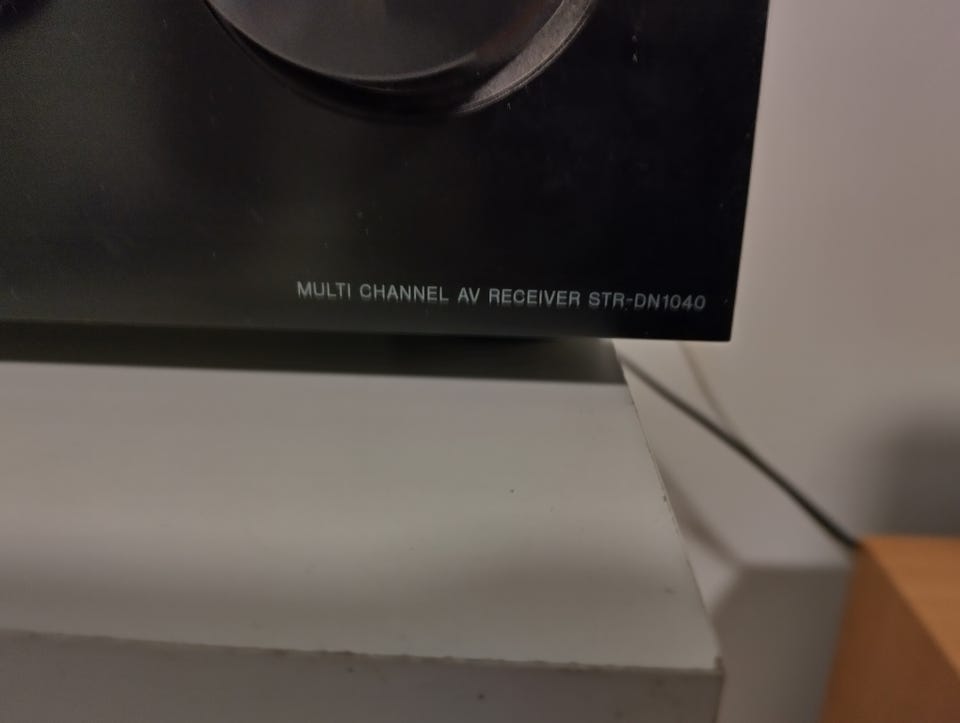 MULTI CHANNEL AV RECEIVER STR-DN1040